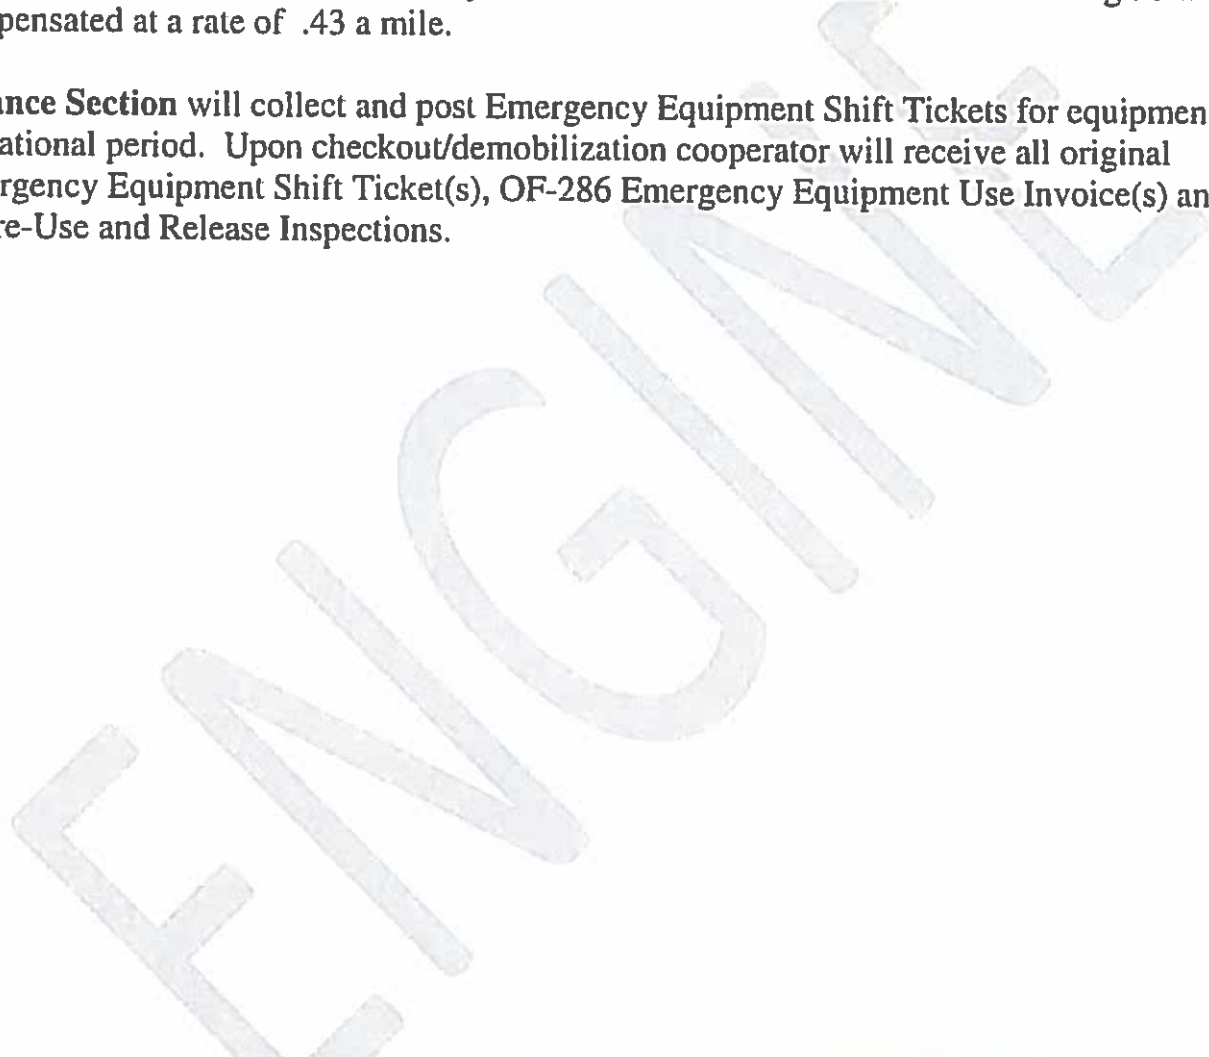 pensated at a rate of .43 a mile.
ance Section will collect and post Emergency Equipment Shift Tickets for equipmen
ational period. Upon checkout/demobilization cooperator will receive all original
rgency Equipment Shift Ticket(s), OF-286 Emergency Equipment Use Invoice(s) an
re-Use and Release Inspections.
ENGINE